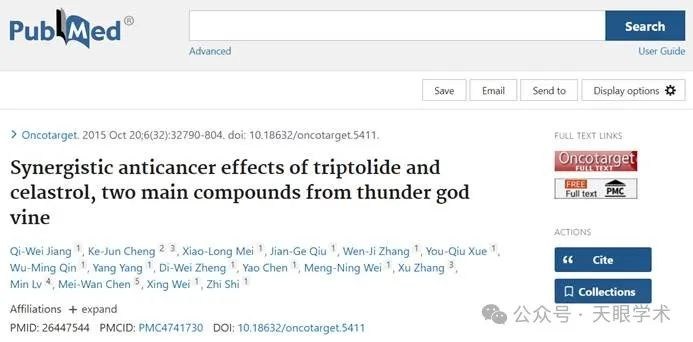 PubMed®
Search
Advanced
User Guide
Save
Email
Send to
Display options
> Oncotarget. 2015 Oct 20;6(32):32790-804. doi: 10.18632/oncotarget.5411.
Synergistic anticancer effects of triptolide and
celastrol, two main compounds from thunder god
vine
Qi-Wei Jiang 1, Ke-Jun Cheng 2 3, Xiao-Long Mei 1, Jian-Ge Qiu 1, Wen-Ji Zhang 1, You-Qiu Xue 1,
Wu-Ming Qin 1, Yang Yang 1, Di-Wei Zheng 1, Yao Chen 1, Meng-Ning Wei 1, Xu Zhang 3,
Min Lv 4, Mei-Wan Chen 5, Xing Wei 1, Zhi Shi 1
Affiliations + expand
PMID: 26447544 PMCID: PMC4741730 DOI: 10.18632/oncotarget.5411
FULL TEXT LINKS
Oncotarget
FULL TEXT
FREE
Full text
PMC
ACTIONS
Cite
Collections
公众号 · 天眼学术